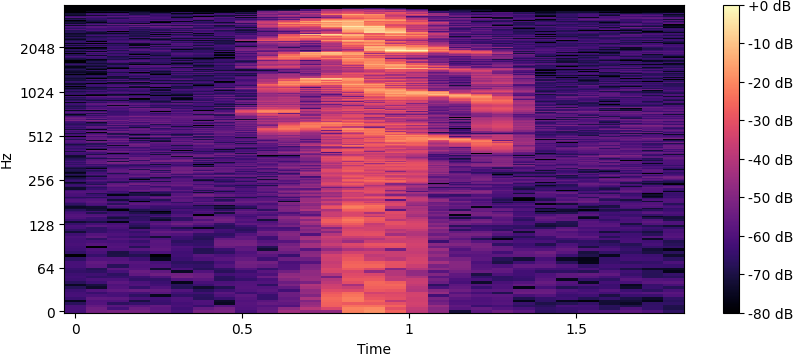 +0 dB
2048
-10 dB
1024
-20 dB
512
-30 dB
Hz
256
-40 dB
128
-50 dB
64
-60 dB
0
-70 dB
-80 dB
0 0.5 1 1.5
Time